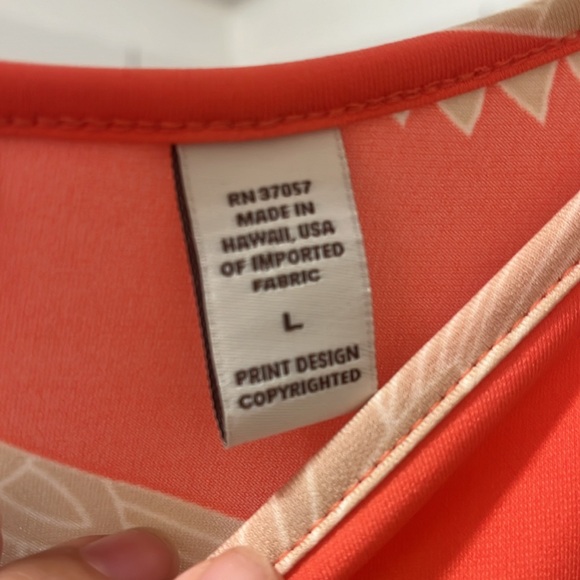 RN 37057
MADE IN
HAWAII, USA
OF IMPORTED
FABRIC
L
PRINT DESIGN
COPYRIGHTED